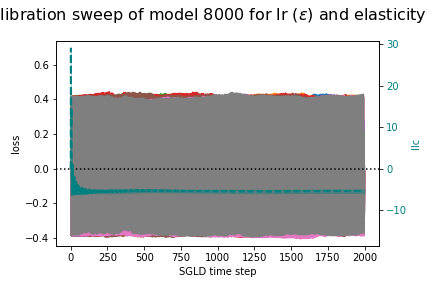 libration sweep of model 8000 for lr (ε) and elasticity
0.6
0.4
0.2
0.0
−0.2
−0.4
loss
30
20
10
0
−10
llc
0 250 500 750 1000 1250 1500 1750 2000
SGLD time step